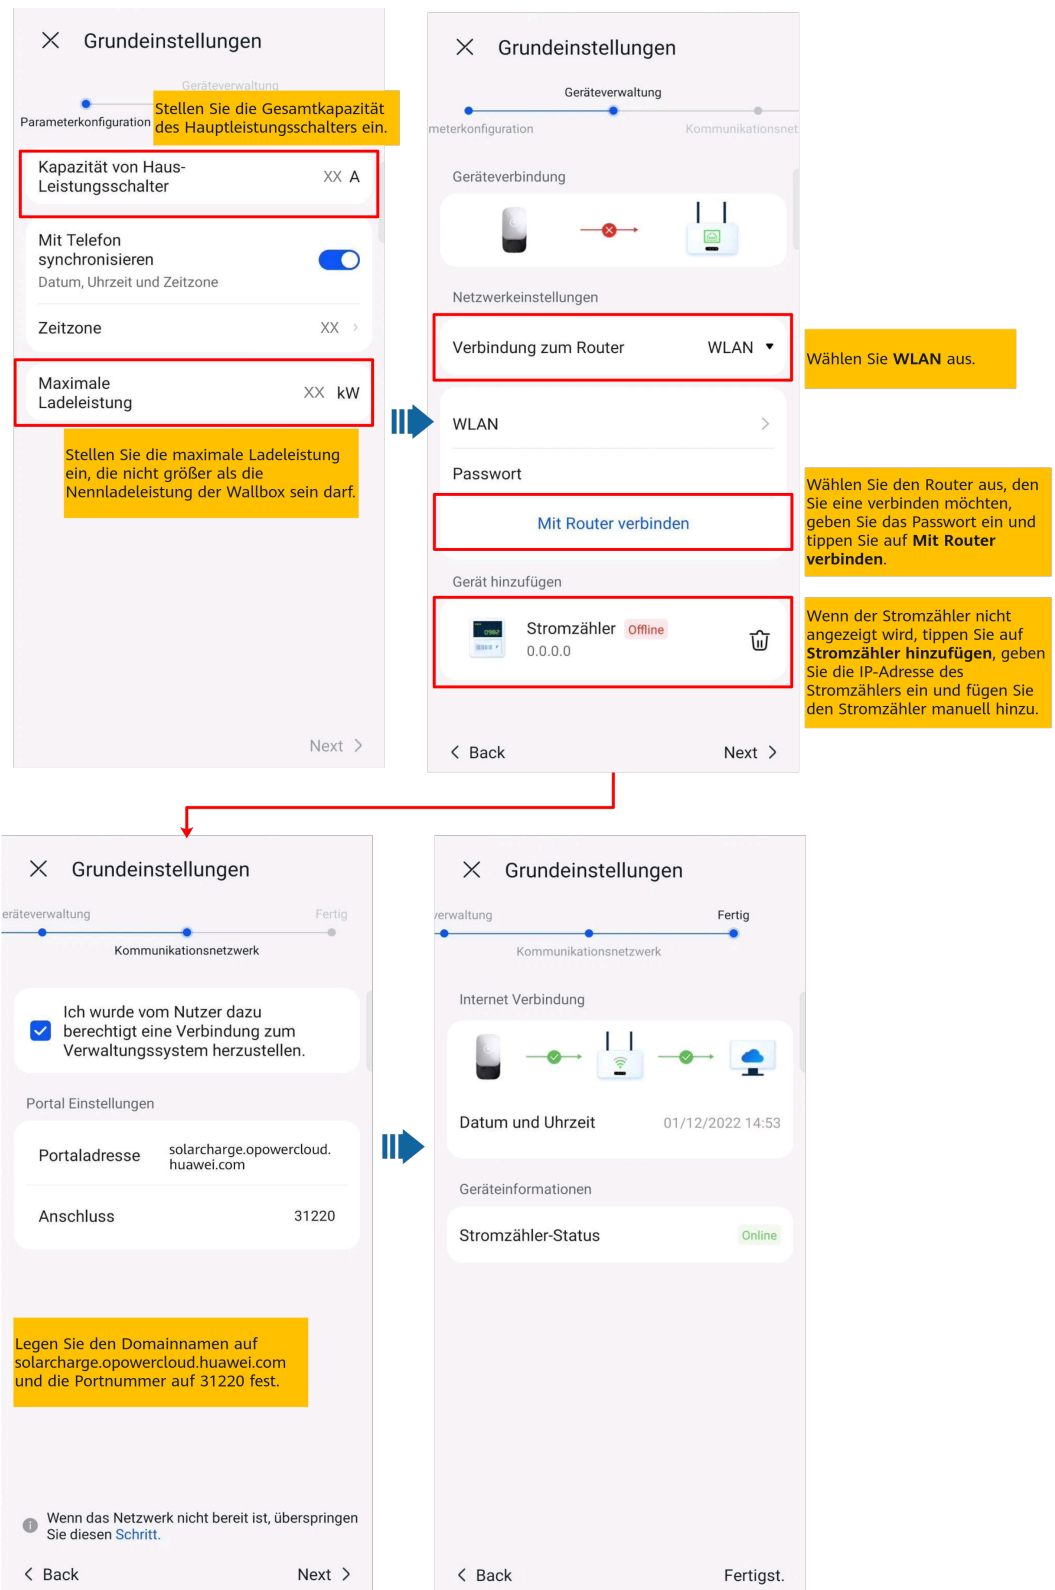 Grundeinstellungen
Geräteverwaltung
Parameterkonfiguration
Stellen Sie die Gesamtkapazität
des Hauptleistungsschalters ein.
Kapazität von Haus-
Leistungsschalter
XX A
Mit Telefon
synchronisieren
Datum, Uhrzeit und Zeitzone
Zeitzone XX
Maximale
Ladeleistung
XX kW
Stellen Sie die maximale Ladeleistung
ein, die nicht größer als die
Nennladeleistung der Wallbox sein darf.
Next
Grundeinstellungen
Geräteverwaltung
meterkonfiguration
Kommunikationsnet
Geräteverbindung
Netzwerkeinstellungen
Verbindung zum Router WLAN
Wählen Sie WLAN aus.
WLAN
Passwort
Mit Router verbinden
Wählen Sie den Router aus, den
Sie eine verbinden möchten,
geben Sie das Passwort ein und
tippen Sie auf Mit Router
verbinden.
Gerät hinzufügen
Stromzähler Offline
0.0.0.0
Wenn der Stromzähler nicht
angezeigt wird, tippen Sie auf
Stromzähler hinzufügen, geben
Sie die IP-Adresse des
Stromzählers ein und fügen Sie
den Stromzähler manuell hinzu.
Back Next
Grundeinstellungen
eräteverwaltung Fertig
Kommunikationsnetzwerk
Ich wurde vom Nutzer dazu
berechtigt eine Verbindung zum
Verwaltungssystem herzustellen.
Portal Einstellungen
Portaladresse
solarcharge.opowercloud.
huawei.com
Anschluss 31220
Legen Sie den Domainnamen auf
solarcharge.opowercloud.huawei.com
und die Portnummer auf 31220 fest.
Wenn das Netzwerk nicht bereit ist, überspringen
Sie diesen Schritt.
Back Next
Grundeinstellungen
verwaltung Fertig
Kommunikationsnetzwerk
Internet Verbindung
Datum und Uhrzeit 01/12/2022 14:53
Geräteinformationen
Stromzähler-Status Online
Back Fertigst.